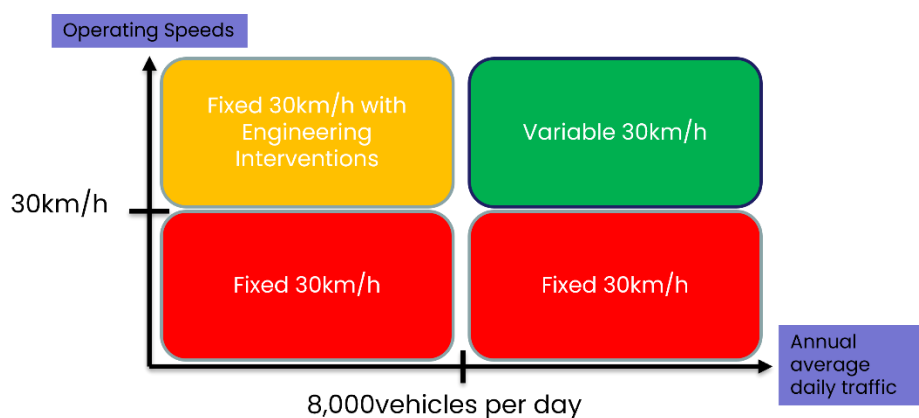 Operating Speeds
Fixed 30km/h with
Engineering
Interventions
Variable 30km/h
30km/h
Fixed 30km/h
Fixed 30km/h
Annual
average
daily traffic
8,000vehicles per day